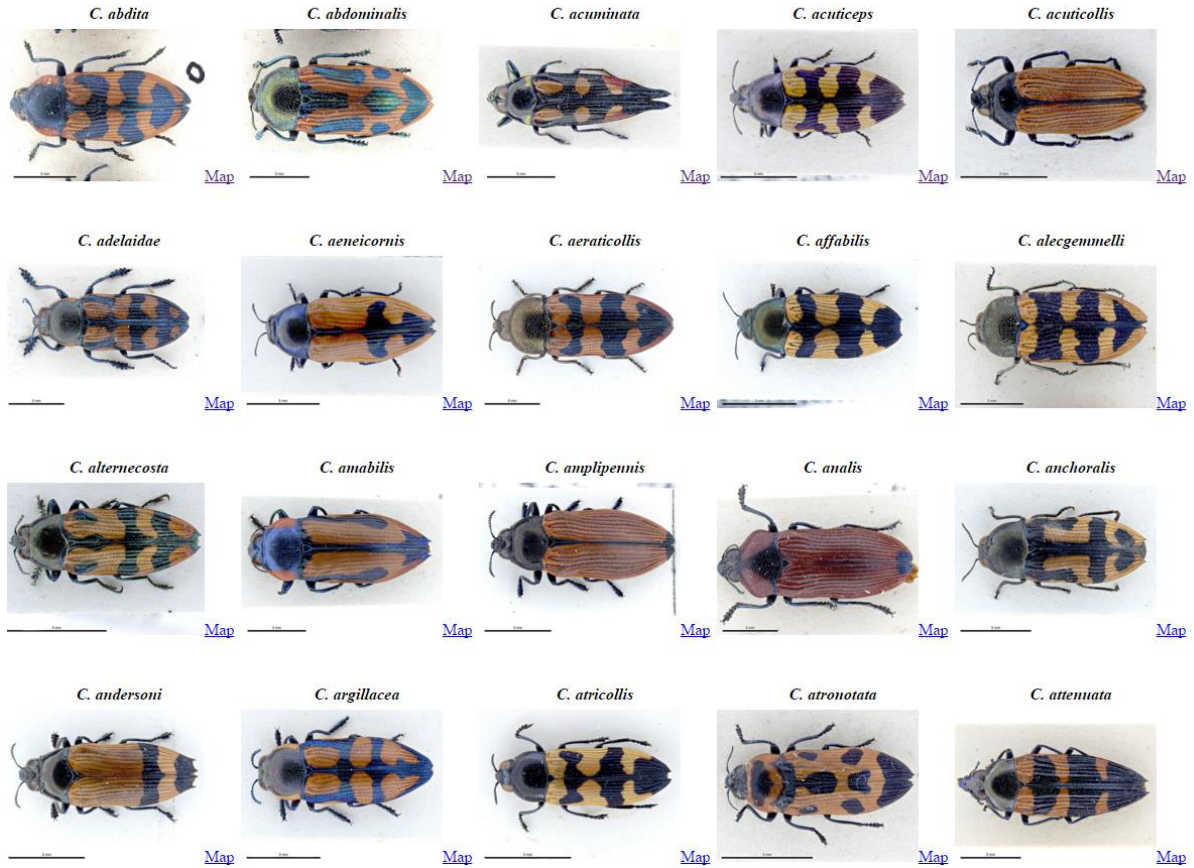 C. abdita C. abdominalis C. acuminata C. acuticeps C. acuticollis
Map Map Map Map Map
C. adelaidae C. aeneicornis C. aeraticollis C. affabilis C. alecgemmelli
Map Map Map Map Map
C. alternecosta C. amabilis C. amplipennis C. analis C. anchoralis
Map Map Map Map Map
C. andersoni C. argillacea C. atricollis C. atronotata C. attenuata
Map Map Map Map Map